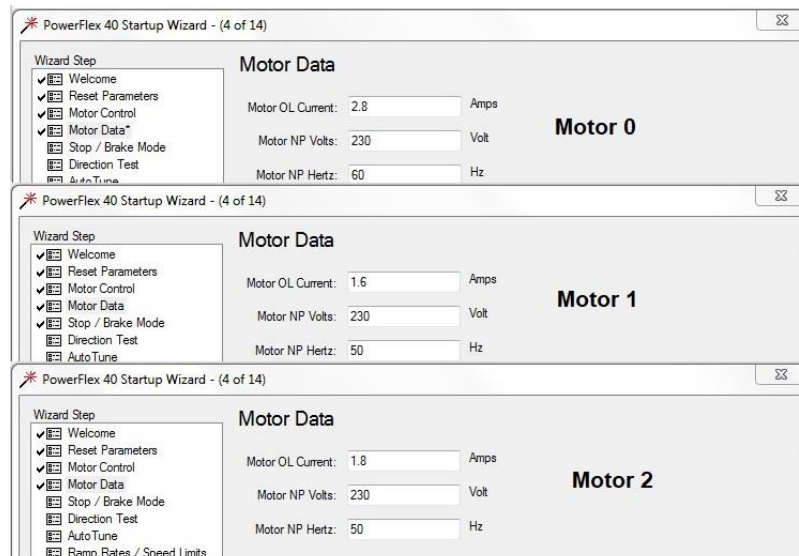 PowerFlex 40 Startup Wizard - (4 of 14)
Wizard Step
Welcome
Reset Parameters
Motor Control
Motor Data*
Stop / Brake Mode
Direction Test
AutoTune
Motor Data
Motor OL Current: 2.8 Amps
Motor NP Volts: 230 Volt
Motor NP Hertz: 60 Hz
Motor 0
PowerFlex 40 Startup Wizard - (4 of 14)
Wizard Step
Welcome
Reset Parameters
Motor Control
Motor Data
Stop / Brake Mode
Direction Test
AutoTune
Motor Data
Motor OL Current: 1.6 Amps
Motor NP Volts: 230 Volt
Motor NP Hertz: 50 Hz
Motor 1
PowerFlex 40 Startup Wizard - (4 of 14)
Wizard Step
Welcome
Reset Parameters
Motor Control
Motor Data
Stop / Brake Mode
Direction Test
AutoTune
Ramp Rates / Speed Limits
Motor Data
Motor OL Current: 1.8 Amps
Motor NP Volts: 230 Volt
Motor NP Hertz: 50 Hz
Motor 2